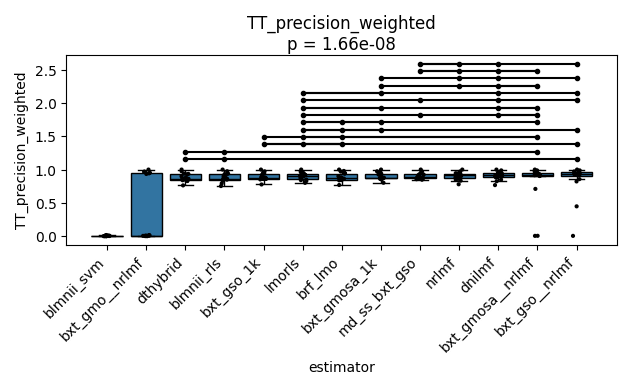 TT_precision_weighted
p = 1.66e-08
TT_precision_weighted
2.5
2.0
1.5
1.0
0.5
0.0
blmnii_svm
bxt_gmo__nrlmf
dthybrid
blmnii_rls
bxt_gso_1k
lmorls
brf_lmo
bxt_gmosa_1k
md_ss_bxt_gso
nrlmf
dnilmf
bxt_gmosa__nrlmf
bxt_gso__nrlmf
estimator